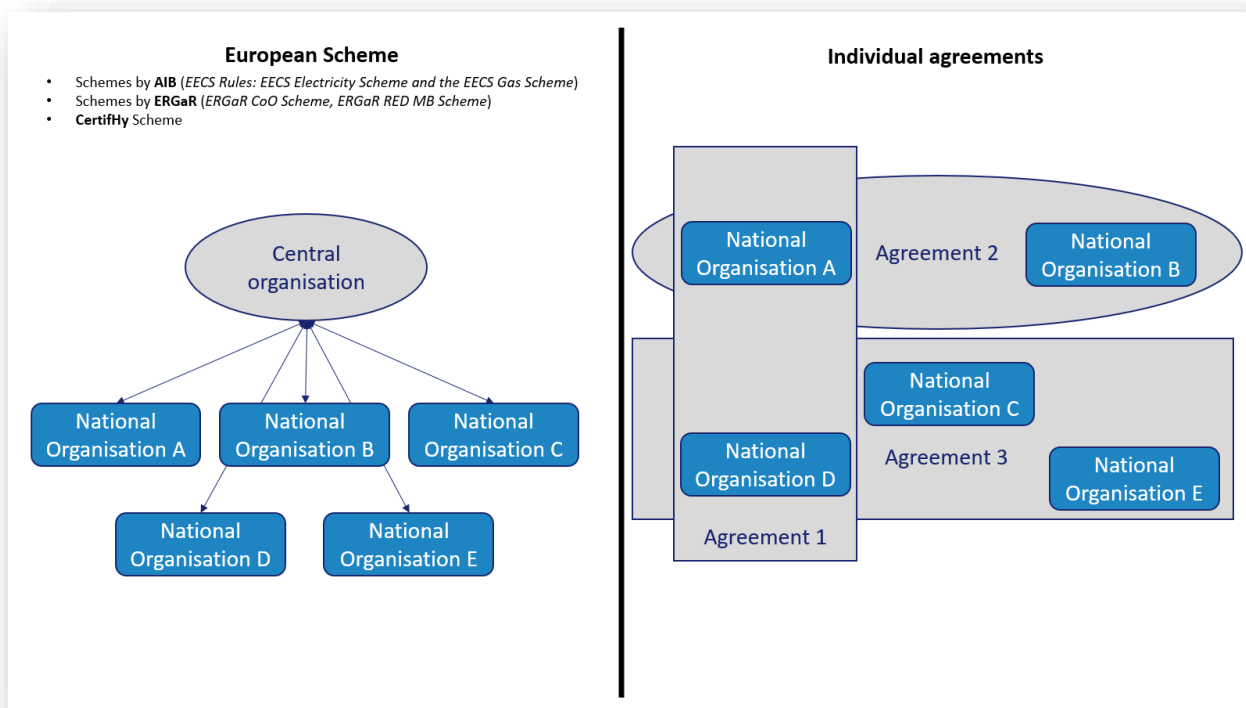 European Scheme
• Schemes by AIB (EECS Rules: EECS Electricity Scheme and the EECS Gas Scheme)
• Schemes by ERGaR (ERGaR CoO Scheme, ERGaR RED MB Scheme)
• CertifHy Scheme
Central
organisation
National
Organisation A
National
Organisation B
National
Organisation C
National
Organisation D
National
Organisation E
Individual agreements
National
Organisation A
Agreement 2
National
Organisation B
National
Organisation C
National
Organisation D
Agreement 3
National
Organisation E
Agreement 1